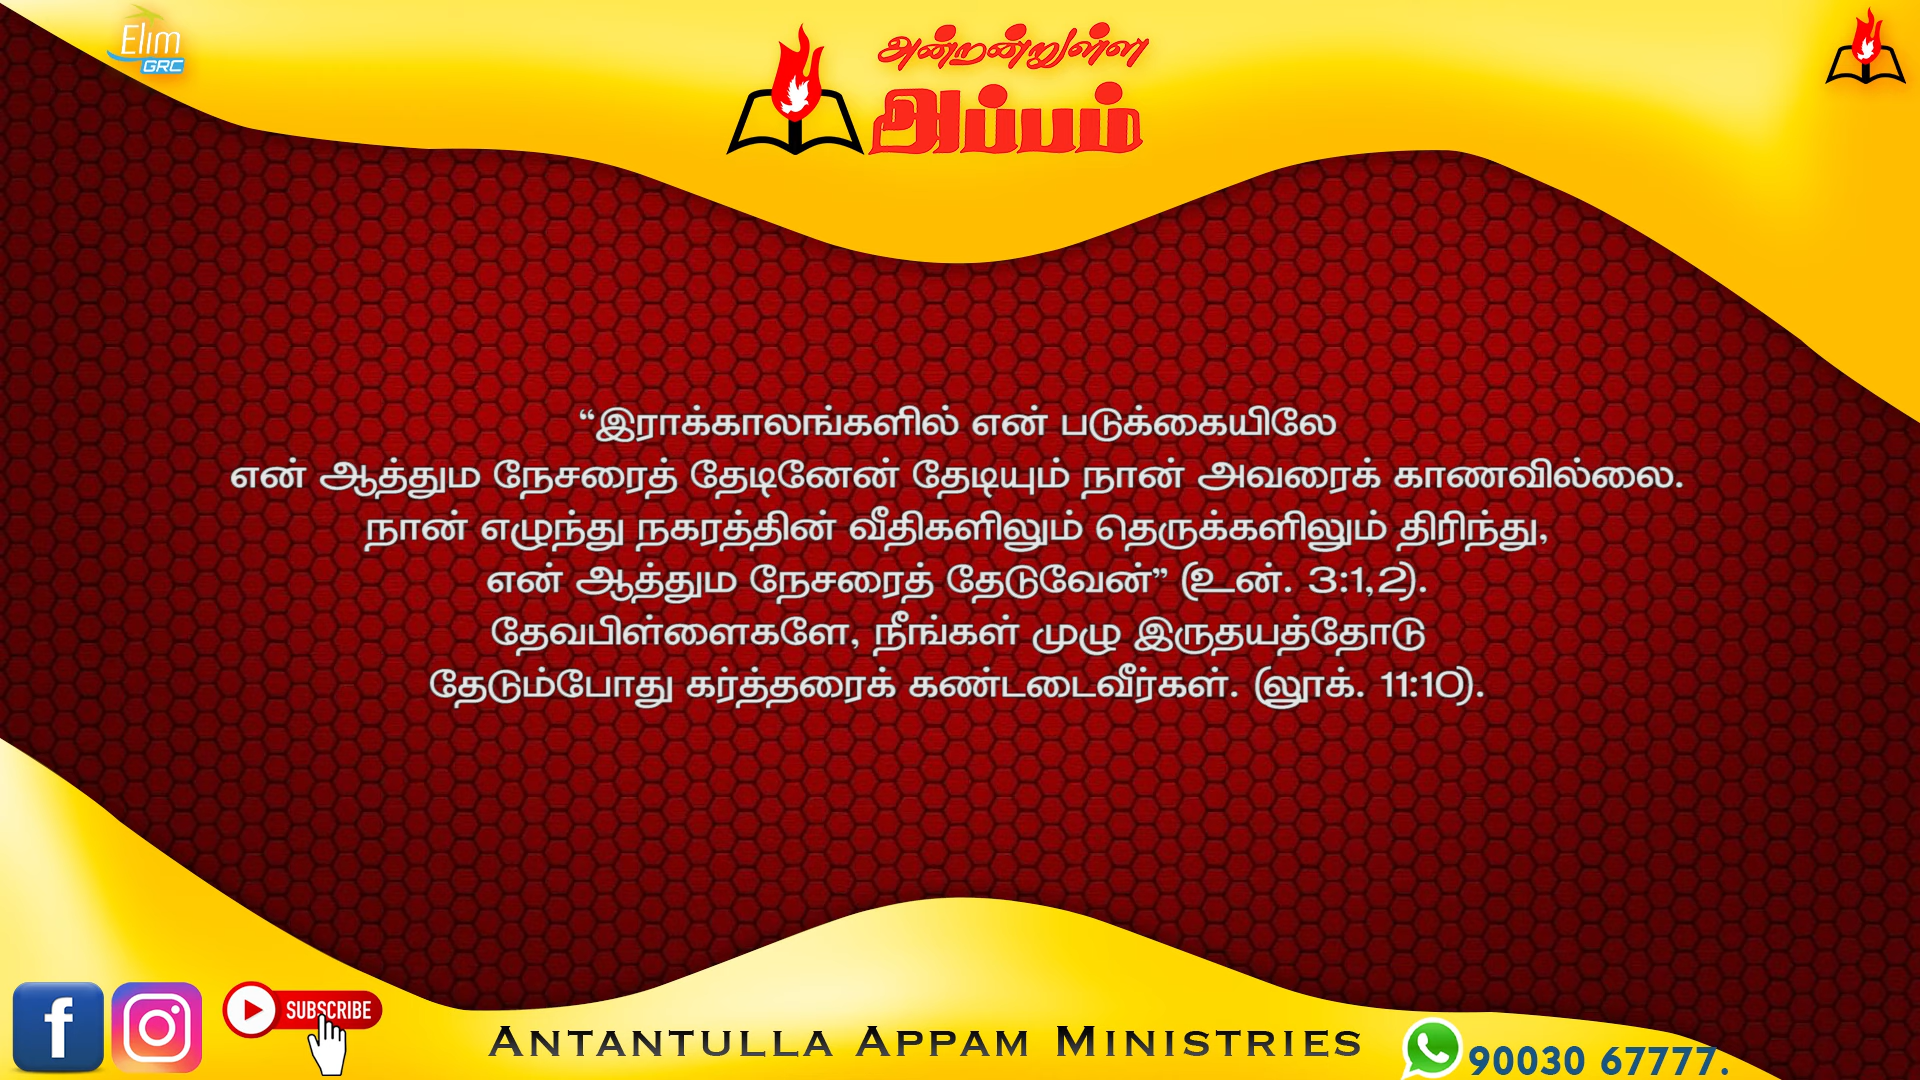 Elim
GRC
அன்றன்றுள்ள
அப்பம்
“இராக்காலங்களில் என் படுக்கையிலே
என் ஆத்தும நேசரைத் தேடினேன் தேடியும் நான் அவரைக் காணவில்லை.
நான் எழுந்து நகரத்தின் வீதிகளிலும் தெருக்களிலும் திரிந்து,
என் ஆத்தும நேசரைத் தேடுவேன்” (உன். 3:1,2).
தேவபிள்ளைகளே, நீங்கள் முழு இருதயத்தோடு
தேடும்போது கர்த்தரைக் கண்டடைவீர்கள். (லூக். 11:10).
f
SUBSCRIBE
ANTANTULLA APPAM MINISTRIES
90030 67777.